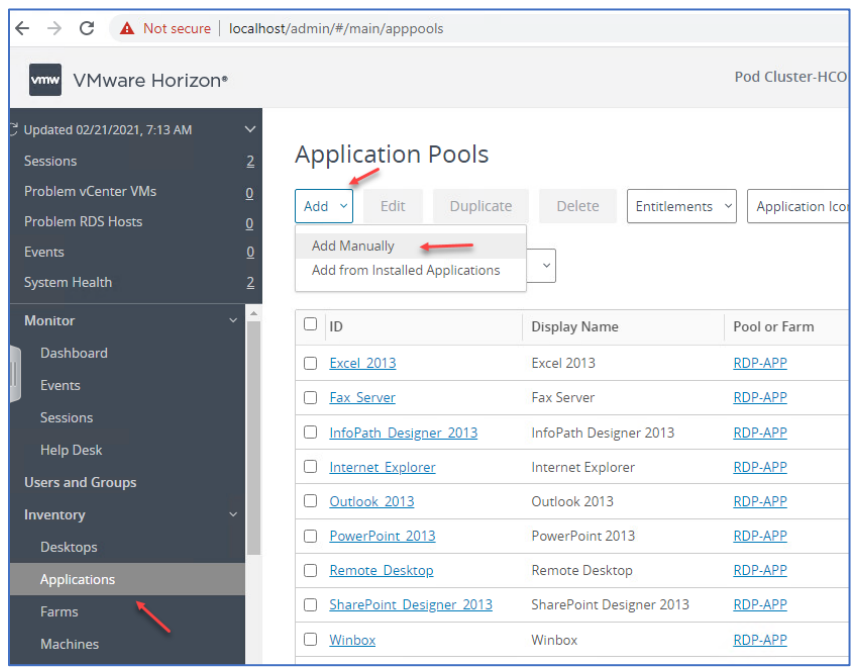 Not secure | localhost/admin/#/main/apppools
vmw VMware Horizon® Pod Cluster-HCO
Updated 02/21/2021, 7:13 AM
Sessions 2
Problem vCenter VMs 0
Problem RDS Hosts 0
Events 0
System Health 2
Monitor
Dashboard
Events
Sessions
Help Desk
Users and Groups
Inventory
Desktops
Applications
Farms
Machines
Application Pools
Add Edit Duplicate Delete Entitlements Application Icon
Add Manually
Add from Installed Applications
ID Display Name Pool or Farm
Excel_2013 Excel 2013 RDP-APP
Fax_Server Fax Server RDP-APP
InfoPath_Designer_2013 InfoPath Designer 2013 RDP-APP
Internet_Explorer Internet Explorer RDP-APP
Outlook_2013 Outlook 2013 RDP-APP
PowerPoint_2013 PowerPoint 2013 RDP-APP
Remote_Desktop Remote Desktop RDP-APP
SharePoint_Designer_2013 SharePoint Designer 2013 RDP-APP
Winbox Winbox RDP-APP